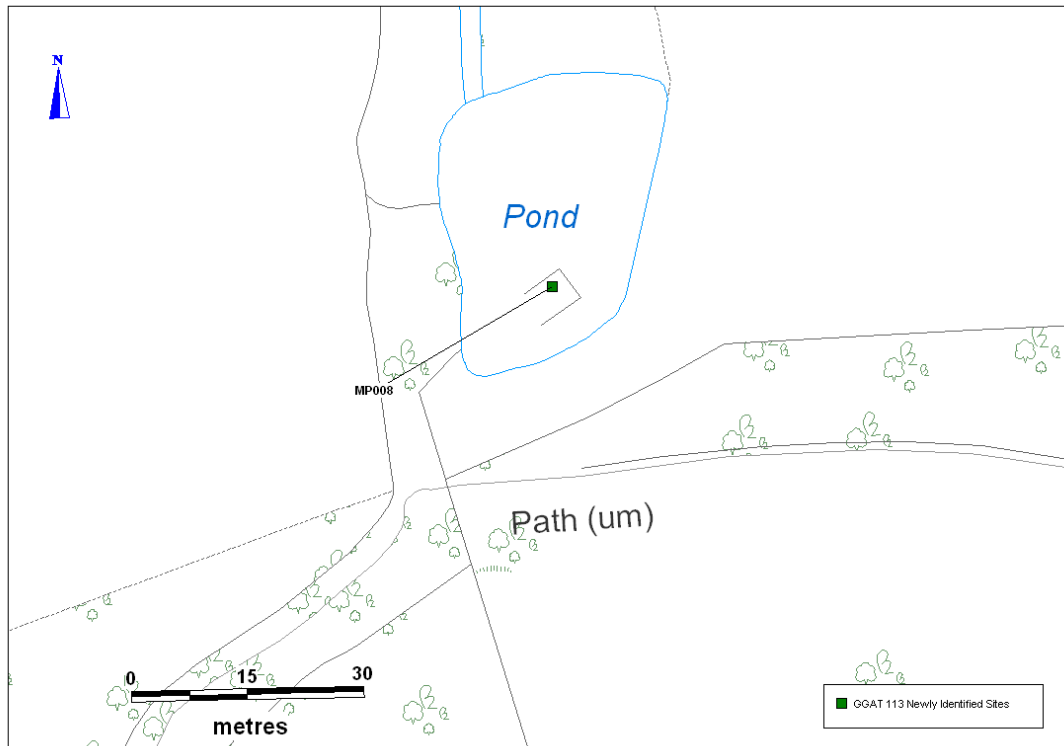 N
Pond
MP008
Path (um)
0 15 30
metres
GGAT 113 Newly Identified Sites